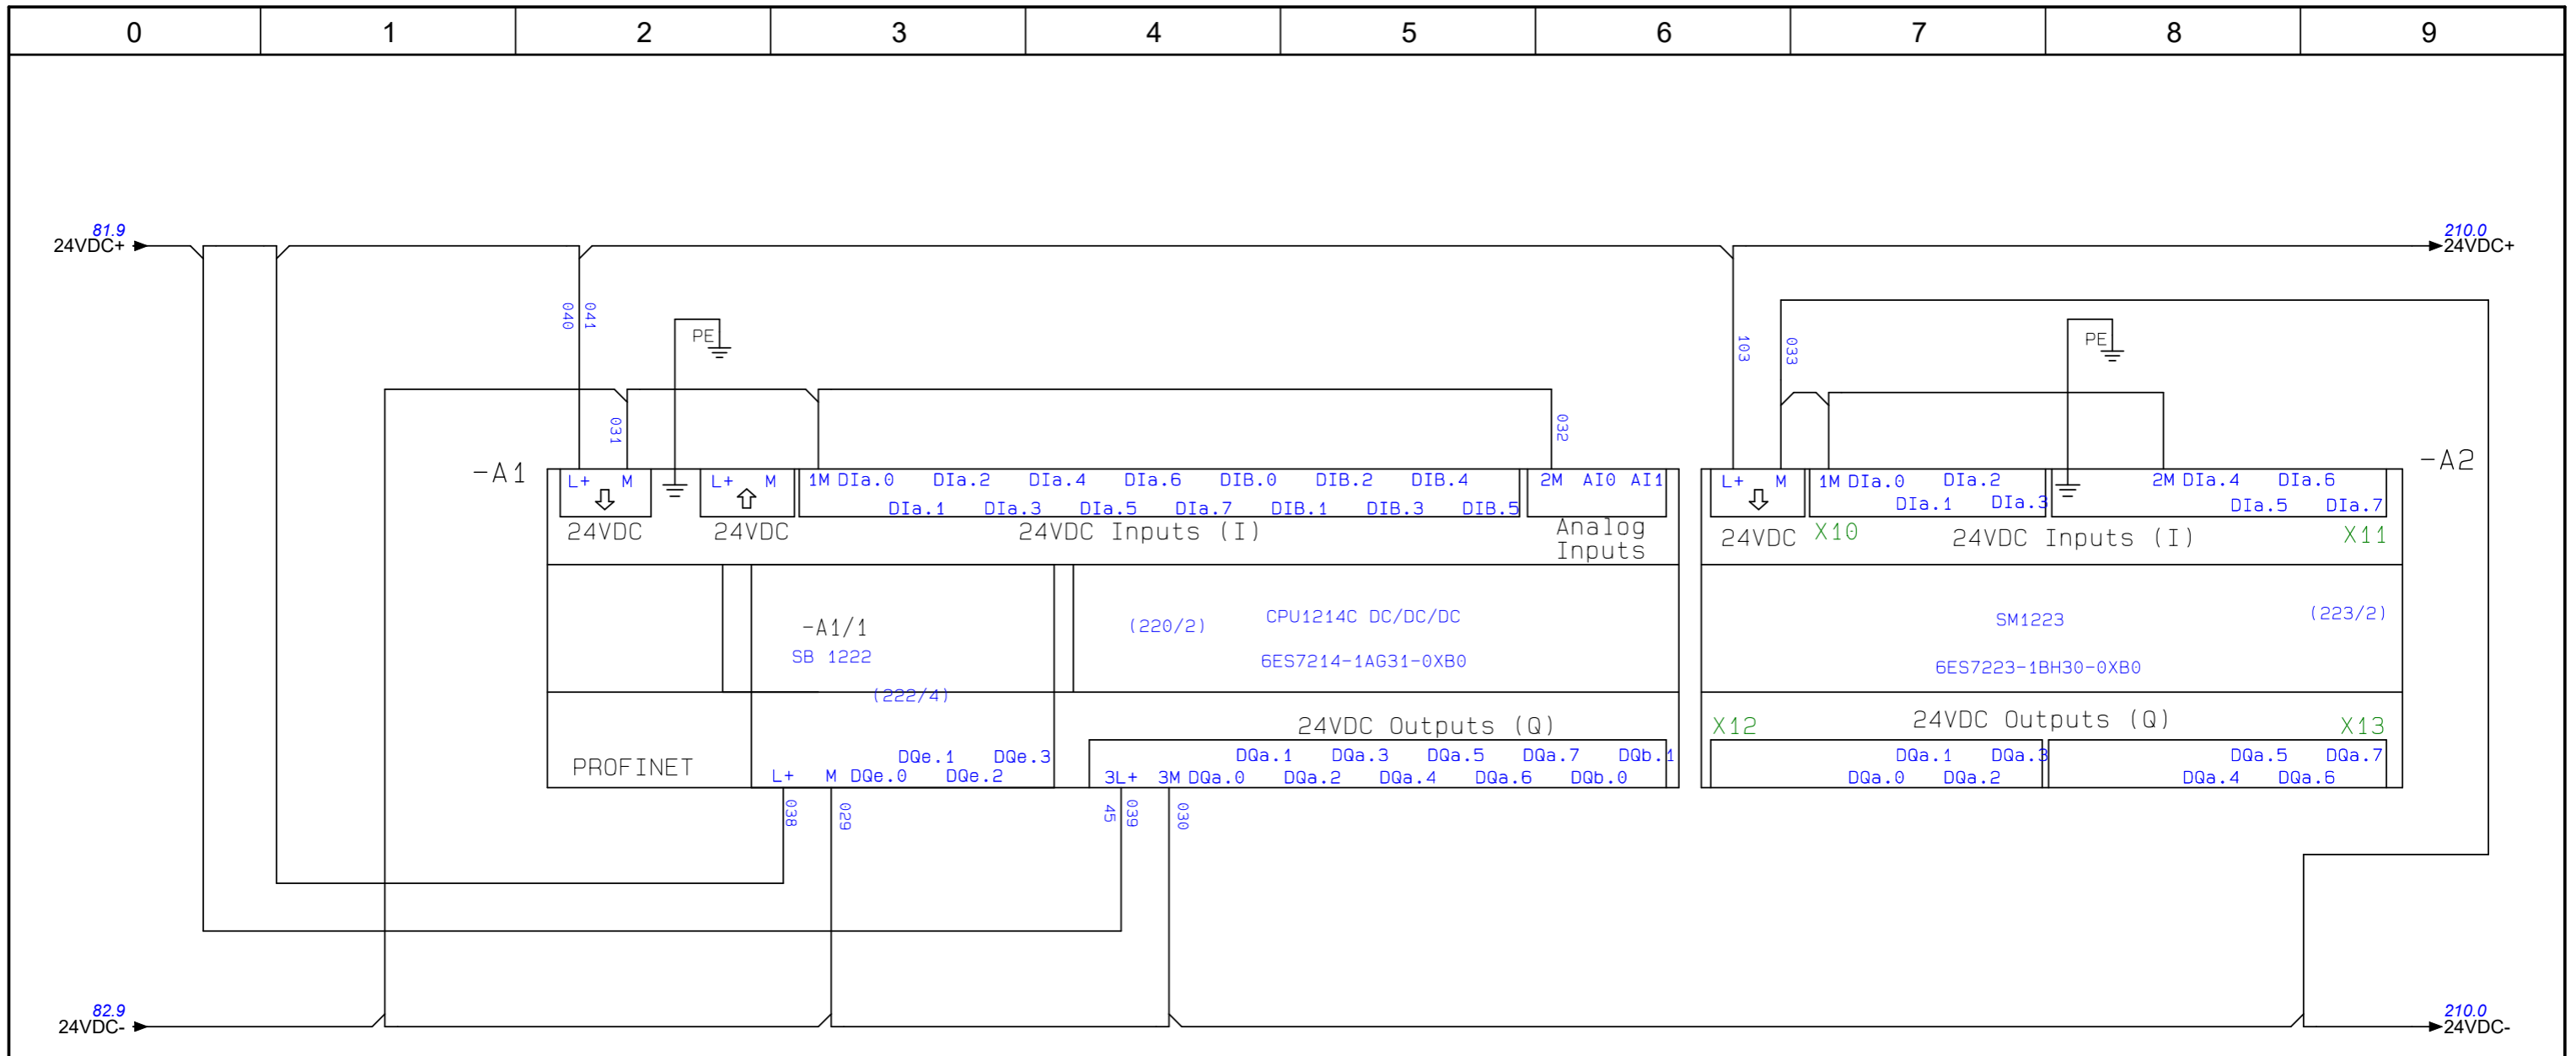 0 1 2 3 4 5 6 7 8 9
81.9
24VDC+
210.0
24VDC+
040
041
PE
103
033
PE
031
032
-A1
L+ M
L+ M
1M DIa.0 DIa.2 DIa.4 DIa.6 DIB.0 DIB.2 DIB.4
DIa.1 DIa.3 DIa.5 DIa.7 DIB.1 DIB.3 DIB.5
2M AI0 AI1
24VDC
24VDC
24VDC Inputs (I)
Analog
Inputs
L+ M
1M DIa.0 DIa.2
DIa.1 DIa.3
2M DIa.4 DIa.6
DIa.5 DIa.7
-A2
24VDC
X10
24VDC Inputs (I)
X11
-A1/1
SB 1222
(222/4)
(220/2)
CPU1214C DC/DC/DC
6ES7214-1AG31-0XB0
SM1223
(223/2)
6ES7223-1BH30-0XB0
PROFINET
DQe.1 DQe.3
L+ M DQe.0 DQe.2
24VDC Outputs (Q)
DQa.1 DQa.3 DQa.5 DQa.7 DQb.1
3L+ 3M DQa.0 DQa.2 DQa.4 DQa.6 DQb.0
X12
24VDC Outputs (Q)
X13
DQa.1 DQa.3 DQa.5 DQa.7
DQa.0 DQa.2 DQa.4 DQa.6
038
029
45
039
030
82.9
24VDC-
210.0
24VDC-